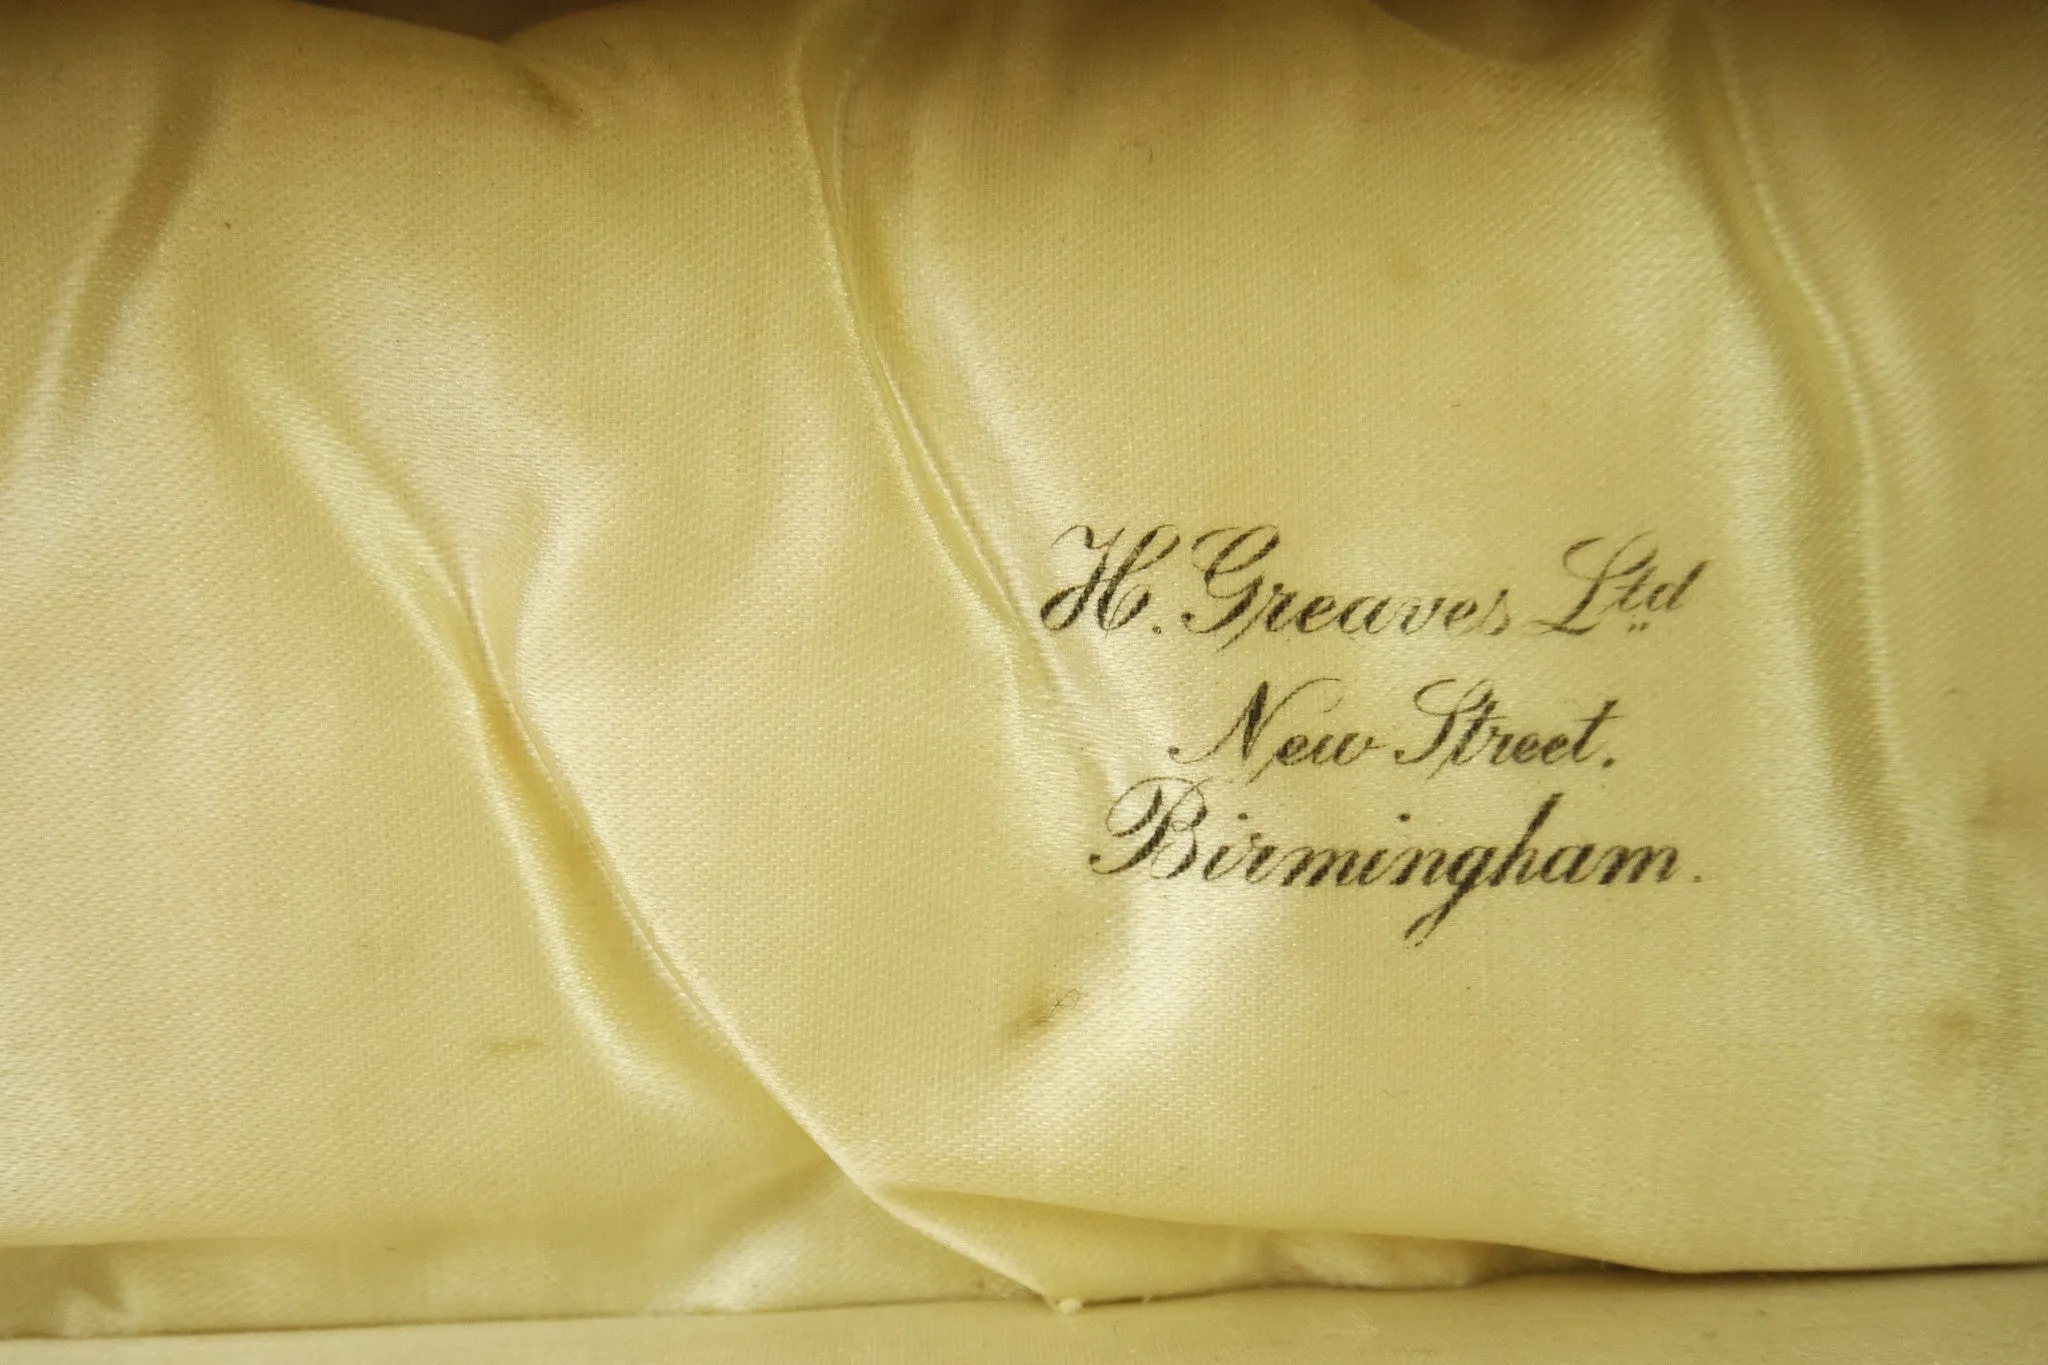 H. Greaves Ltd
New Street.
Birmingham.